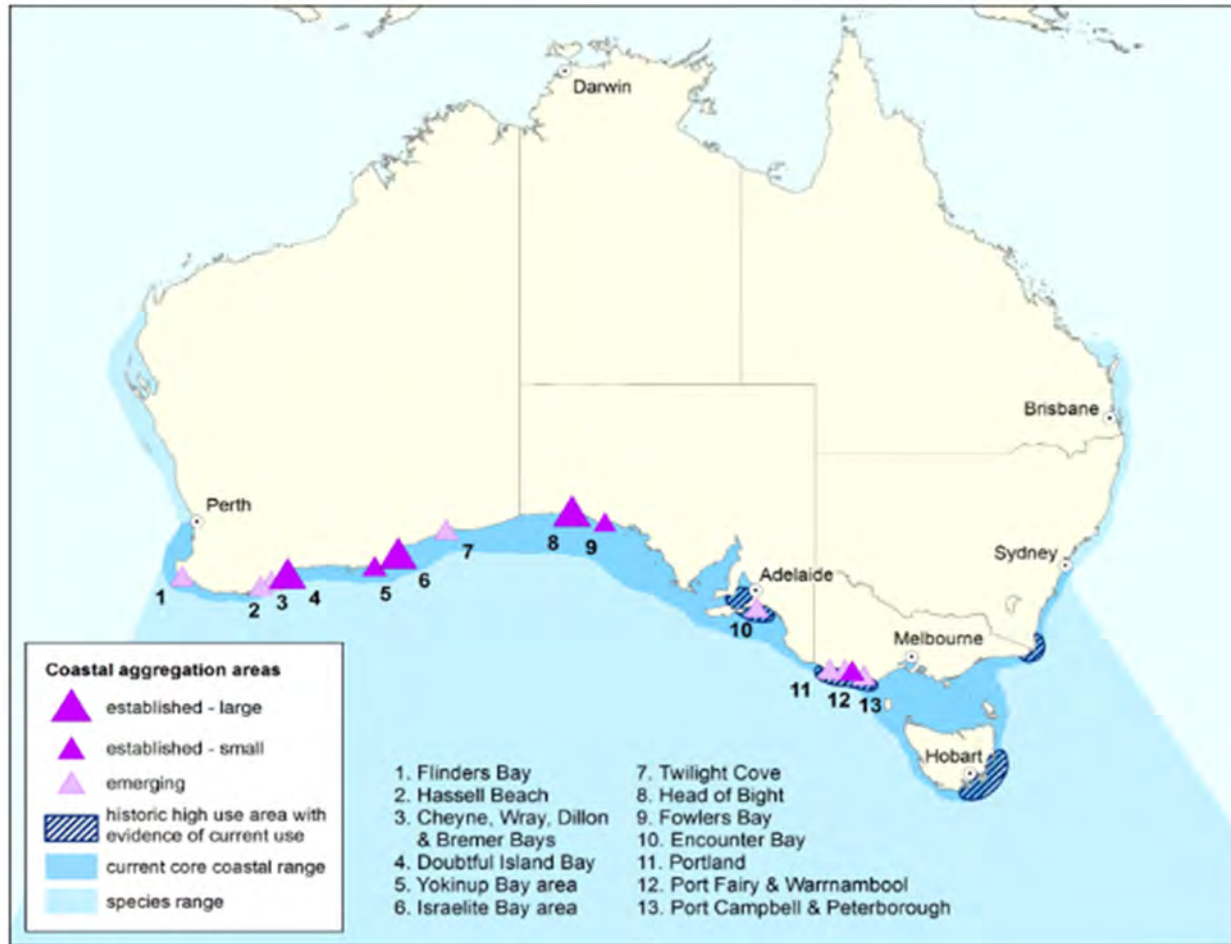 Darwin
Brisbane
Perth
Sydney
Adelaide
Melbourne
Hobart
1
2
3
4
5
6
7
8
9
10
11
12
13
Coastal aggregation areas
established - large
established - small
emerging
historic high use area with
evidence of current use
current core coastal range
species range
1. Flinders Bay
2. Hassell Beach
3. Cheyne, Wray, Dillon
& Bremer Bays
4. Doubtful Island Bay
5. Yokinup Bay area
6. Israelite Bay area
7. Twilight Cove
8. Head of Bight
9. Fowlers Bay
10. Encounter Bay
11. Portland
12. Port Fairy & Warrnambool
13. Port Campbell & Peterborough